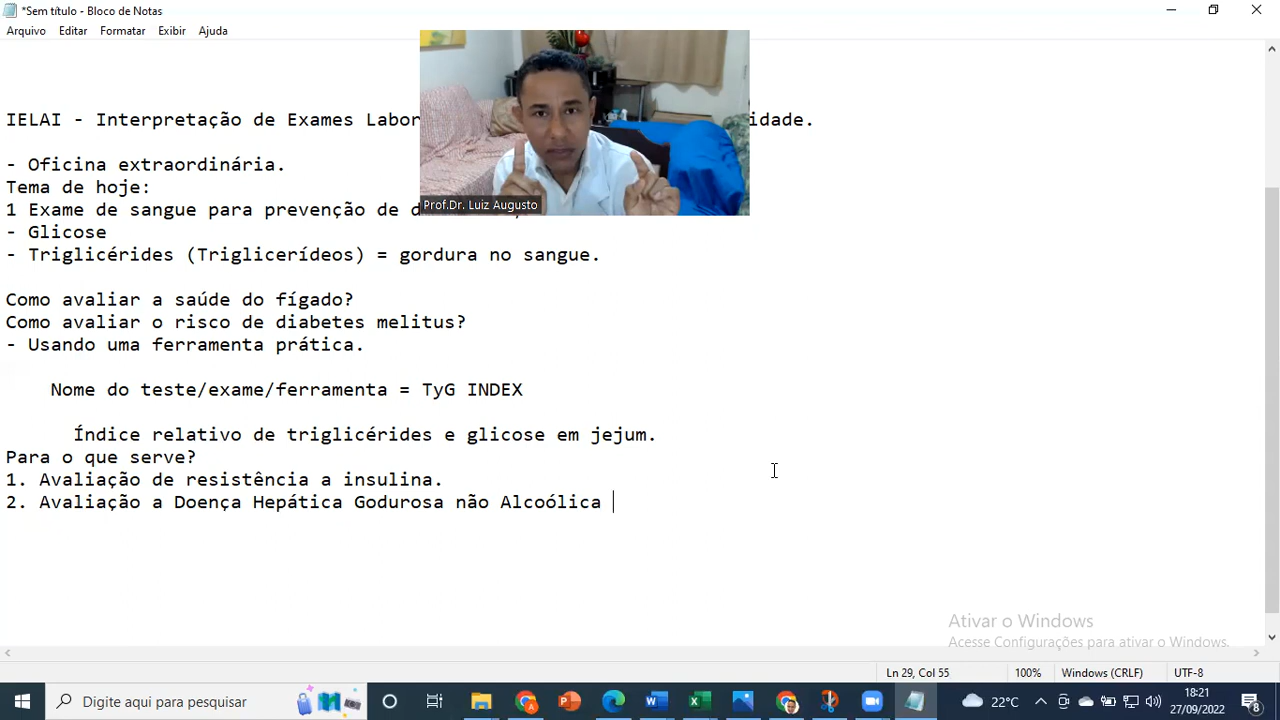 *Sem título - Bloco de Notas
Arquivo Editar Formatar Exibir Ajuda
IELAI - Interpretação de Exames Labor idade.
- Oficina extraordinária.
Tema de hoje:
1 Exame de sangue para prevenção de d
- Glicose
- Triglicérides (Triglicerídeos) = gordura no sangue.
Como avaliar a saúde do fígado?
Como avaliar o risco de diabetes melitus?
- Usando uma ferramenta prática.
Nome do teste/exame/ferramenta = TyG INDEX
Índice relativo de triglicérides e glicose em jejum.
Para o que serve?
1. Avaliação de resistência a insulina.
2. Avaliação a Doença Hepática Godurosa não Alcoólica
Prof.Dr. Luiz Augusto
Ativar o Windows
Acesse Configurações para ativar o Windows.
Ln 29, Col 55 100% Windows (CRLF) UTF-8
Digite aqui para pesquisar
22°C
18:21
27/09/2022
8